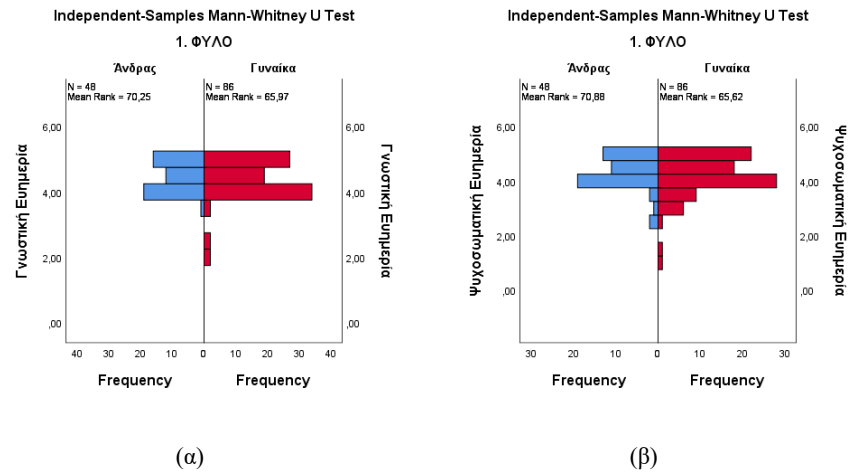 Independent-Samples Mann-Whitney U Test
1. ΦΥΛΟ
Άνδρας Γυναίκα
N = 48 N = 86
Mean Rank = 70,25 Mean Rank = 65,97
6,00 6,00
4,00 4,00
2,00 2,00
,00 ,00
Γνωστική Ευημερία
Γνωστική Ευημερία
40 30 20 10 0 10 20 30 40
Frequency Frequency
(α)
Independent-Samples Mann-Whitney U Test
1. ΦΥΛΟ
Άνδρας Γυναίκα
N = 48 N = 86
Mean Rank = 70,88 Mean Rank = 65,62
6,00 6,00
4,00 4,00
2,00 2,00
,00 ,00
Ψυχοσωματική Ευημερία
Ψυχοσωματική Ευημερία
30 20 10 0 10 20 30
Frequency Frequency
(β)